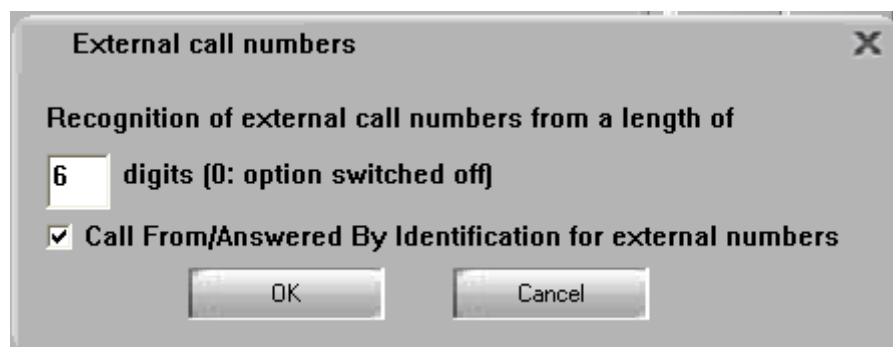 External call numbers
Recognition of external call numbers from a length of
6 digits (0: option switched off)
Call From/Answered By Identification for external numbers
OK Cancel